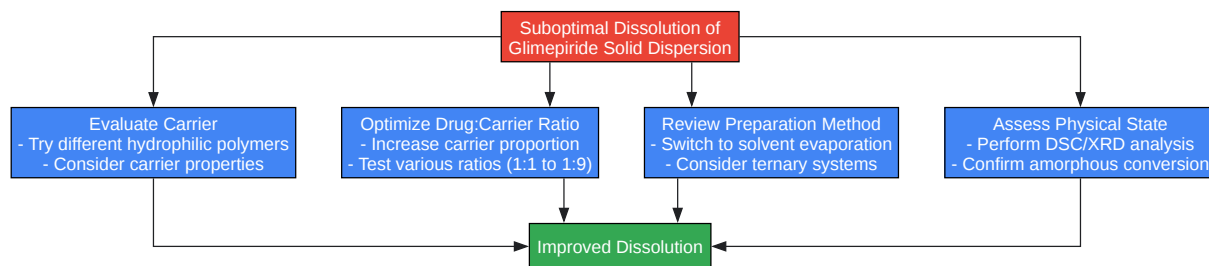 Suboptimal Dissolution of
Glimepiride Solid Dispersion
Evaluate Carrier
- Try different hydrophilic polymers
- Consider carrier properties
Optimize Drug:Carrier Ratio
- Increase carrier proportion
- Test various ratios (1:1 to 1:9)
Review Preparation Method
- Switch to solvent evaporation
- Consider ternary systems
Assess Physical State
- Perform DSC/XRD analysis
- Confirm amorphous conversion
Improved Dissolution